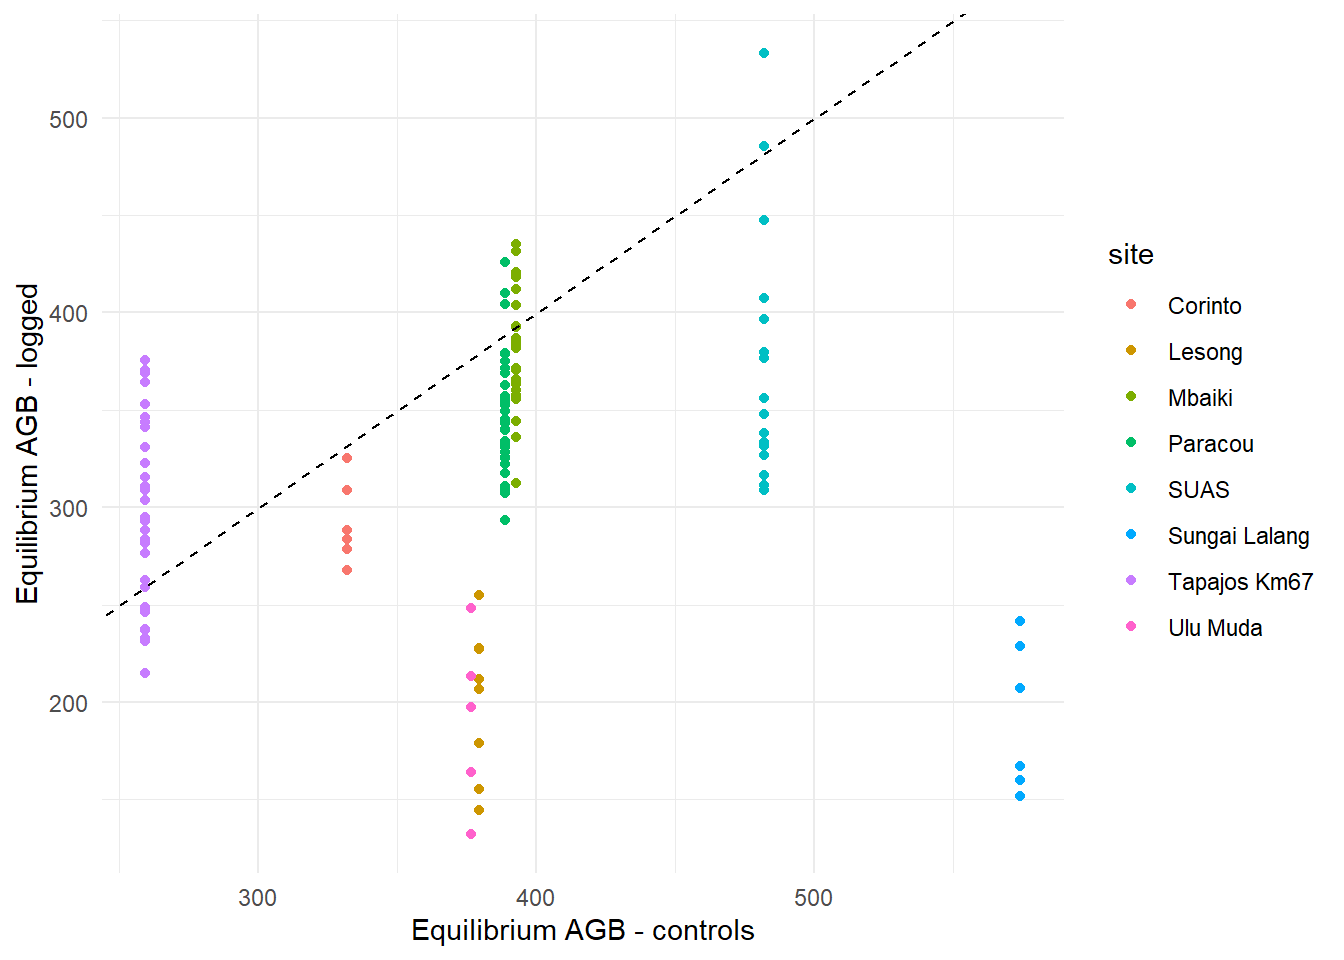 Equilibrium AGB - logged
500
400
300
200
300
400
500
Equilibrium AGB - controls
site
Corinto
Lesong
Mbaiki
Paracou
SUAS
Sungai Lalang
Tapajos Km67
Ulu Muda